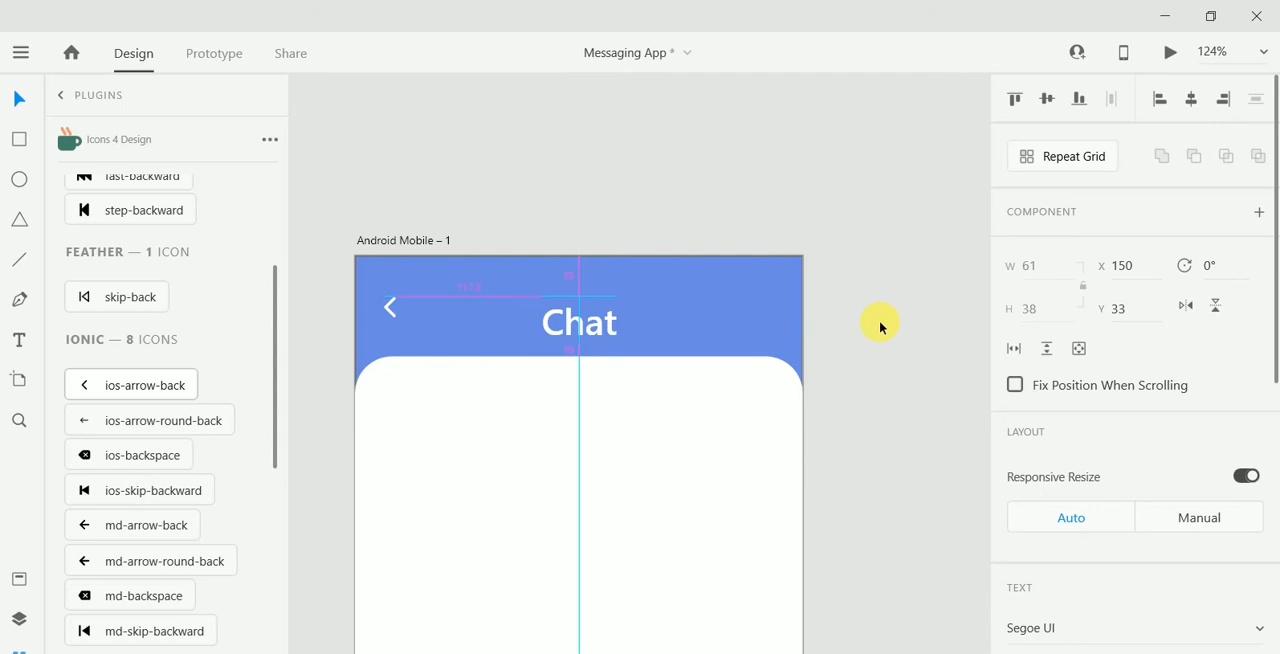 Design
Prototype
Share
Messaging App *
124%
PLUGINS
Icons 4 Design
fast-backward
step-backward
FEATHER — 1 ICON
skip-back
IONIC — 8 ICONS
ios-arrow-back
ios-arrow-round-back
ios-backspace
ios-skip-backward
md-arrow-back
md-arrow-round-back
md-backspace
md-skip-backward
Android Mobile – 1
Chat
Repeat Grid
COMPONENT
W 61 X 150 0°
H 38 Y 33
Fix Position When Scrolling
LAYOUT
Responsive Resize
Auto Manual
TEXT
Segoe UI